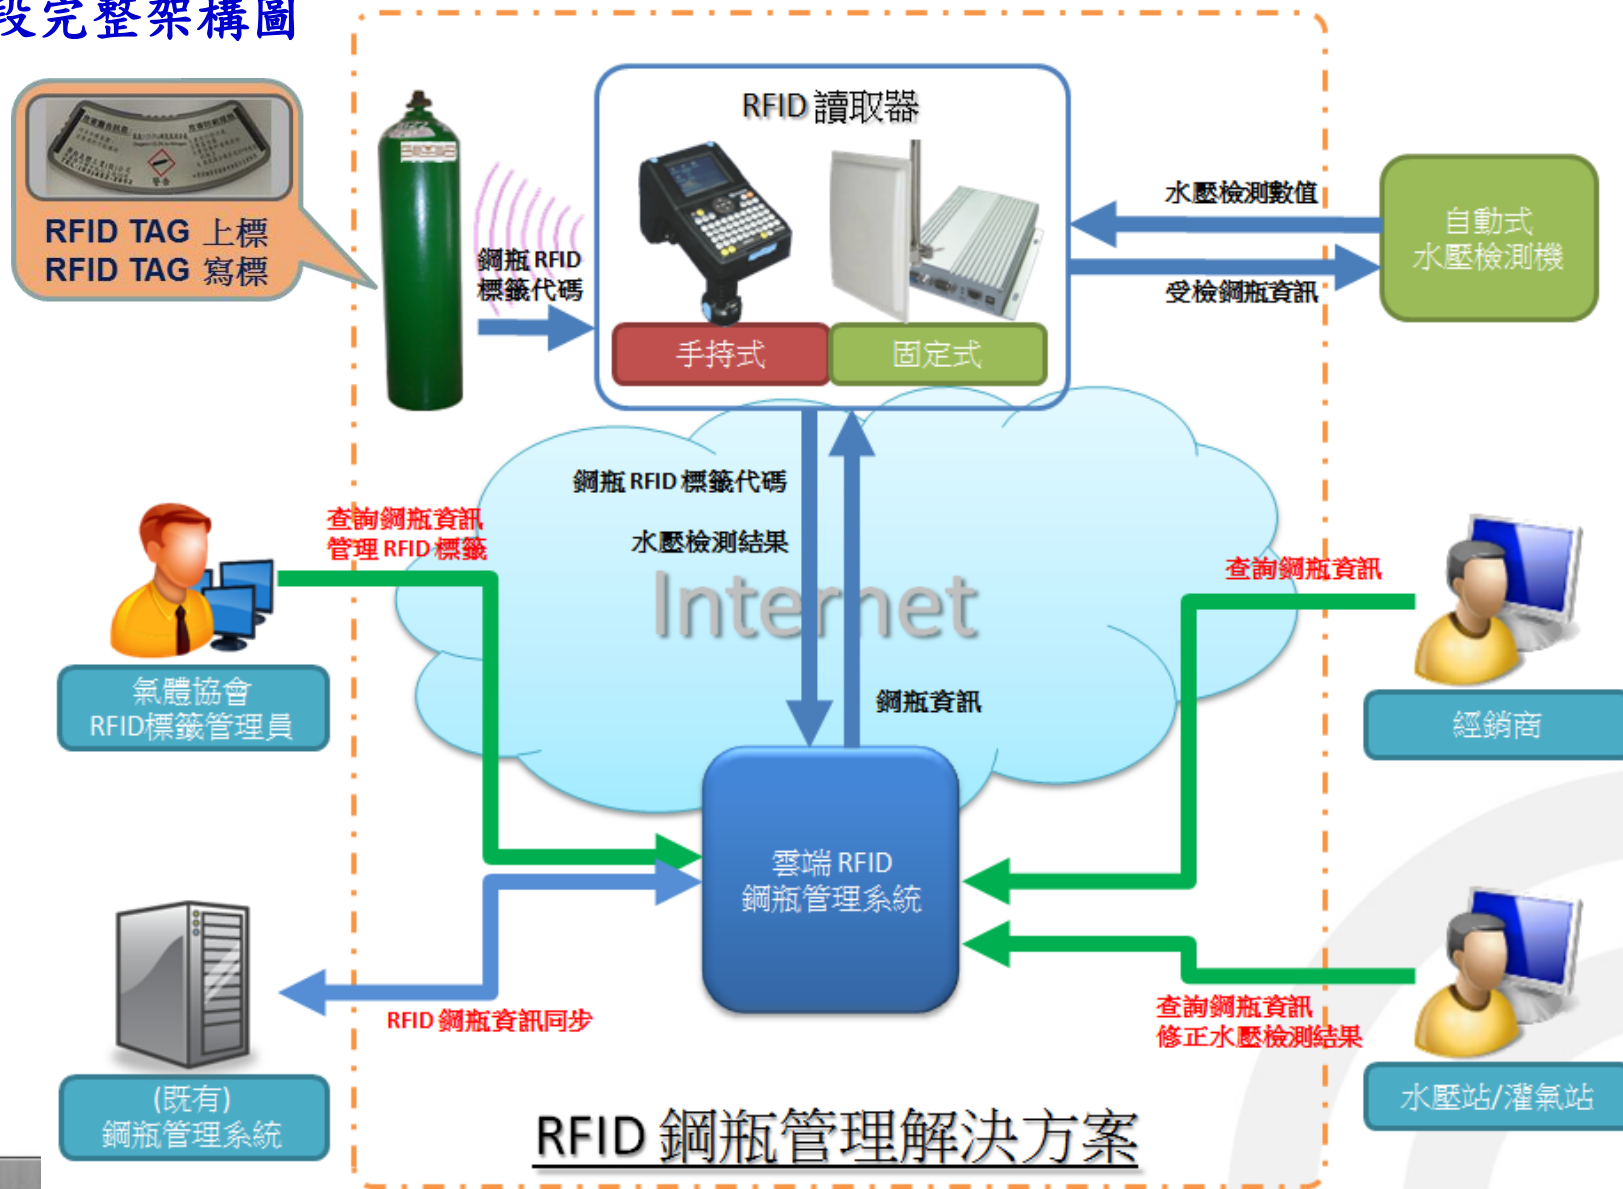 段完整架構圖
RFID TAG 上標
RFID TAG 寫標
鋼瓶 RFID
標籤代碼
RFID 讀取器
手持式
固定式
水壓檢測數值
受檢鋼瓶資訊
自動式
水壓檢測機
鋼瓶 RFID 標籤代碼
水壓檢測結果
Internet
鋼瓶資訊
查詢鋼瓶資訊
管理 RFID 標籤
氣體協會
RFID標籤管理員
查詢鋼瓶資訊
經銷商
雲端 RFID
鋼瓶管理系統
RFID 鋼瓶資訊同步
(既有)
鋼瓶管理系統
查詢鋼瓶資訊
修正水壓檢測結果
水壓站/灌氣站
RFID 鋼瓶管理解決方案